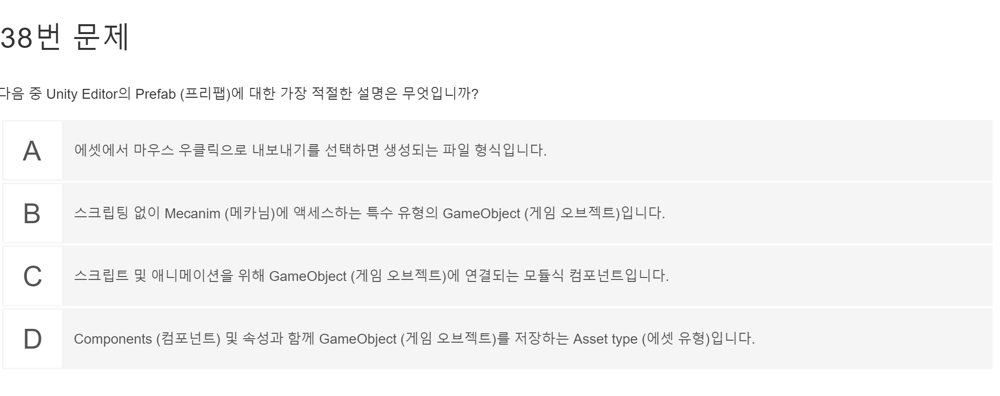 38번 문제
다음 중 Unity Editor의 Prefab (프리팹)에 대한 가장 적절한 설명은 무엇입니까?
A 에셋에서 마우스 우클릭으로 내보내기를 선택하면 생성되는 파일 형식입니다.
B 스크립팅 없이 Mecanim (메카님)에 액세스하는 특수 유형의 GameObject (게임 오브젝트)입니다.
C 스크립트 및 애니메이션을 위해 GameObject (게임 오브젝트)에 연결되는 모듈식 컴포넌트입니다.
D Components (컴포넌트) 및 속성과 함께 GameObject (게임 오브젝트)를 저장하는 Asset type (에셋 유형)입니다.